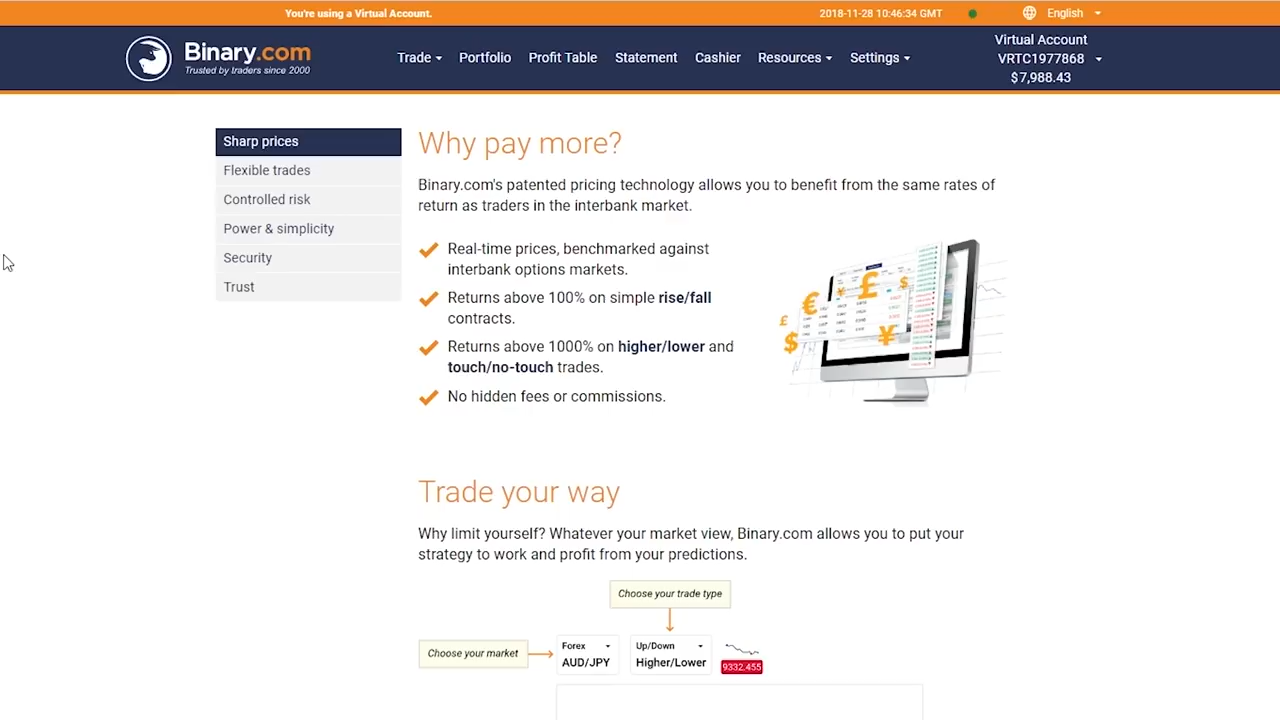 You're using a Virtual Account.
2018-11-28 10:46:34 GMT
English
Binary.com
Trusted by traders since 2000
Trade
Portfolio
Profit Table
Statement
Cashier
Resources
Settings
Virtual Account
VRTC1977868
$7,988.43
Sharp prices
Flexible trades
Controlled risk
Power & simplicity
Security
Trust
Why pay more?
Binary.com's patented pricing technology allows you to benefit from the same rates of
return as traders in the interbank market.
Real-time prices, benchmarked against
interbank options markets.
Returns above 100% on simple rise/fall
contracts.
Returns above 1000% on higher/lower and
touch/no-touch trades.
No hidden fees or commissions.
Trade your way
Why limit yourself? Whatever your market view, Binary.com allows you to put your
strategy to work and profit from your predictions.
Choose your trade type
Choose your market
Forex
AUD/JPY
Up/Down
Higher/Lower
9332.455